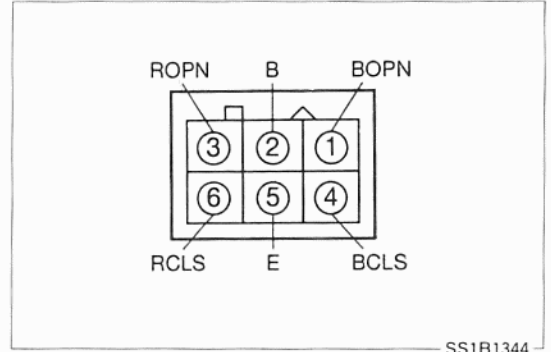 ROPN B BOPN
3 2 1
6 5 4
RCLS E BCLS
SS1B1344